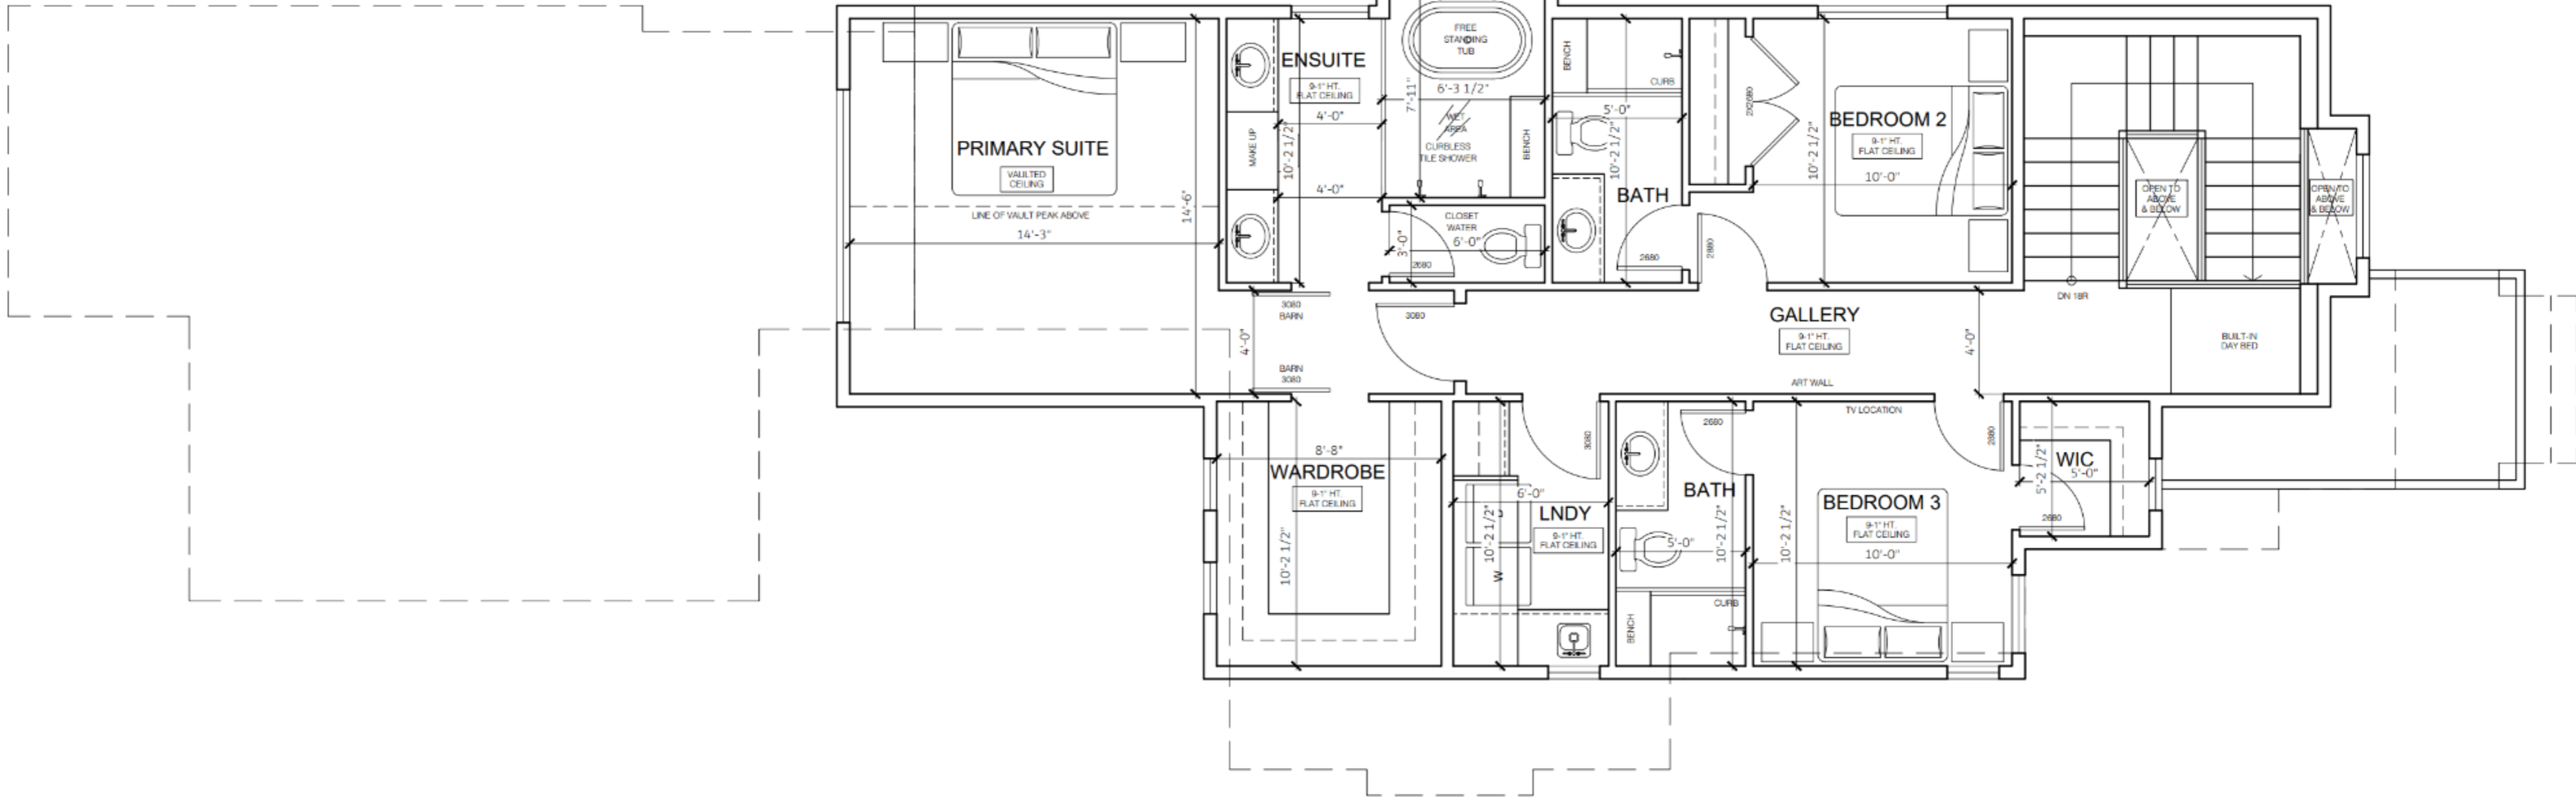 PRIMARY SUITE
VAULTED
CEILING
LINE OF VAULT PEAK ABOVE
14'-3"
14'-6"
ENSUITE
9-1" HT.
FLAT CEILING
4'-0"
10'-2 1/2"
4'-0"
MAKE UP
FREE
STANDING
TUB
7'-11"
6'-3 1/2"
WET
AREA
CURBLESS
TILE SHOWER
BENCH
CLOSET
WATER
6'-0"
3'-0"
2680
BENCH
CURB
5'-0"
10'-2 1/2"
BATH
2680
2X2680
BEDROOM 2
9-1" HT.
FLAT CEILING
10'-0"
10'-2 1/2"
2880
OPEN TO
ABOVE
& BELOW
OPEN TO
ABOVE
& BELOW
DN 18R
BUILT-IN
DAY BED
3080
BARN
4'-0"
BARN
3080
3080
GALLERY
9-1" HT.
FLAT CEILING
4'-0"
ART WALL
8'-8"
WARDROBE
9-1" HT.
FLAT CEILING
10'-2 1/2"
3080
6'-0"
LNDY
9-1" HT.
FLAT CEILING
10'-2 1/2"
W
2680
BATH
5'-0"
10'-2 1/2"
CURB
BENCH
TV LOCATION
2880
BEDROOM 3
9-1" HT.
FLAT CEILING
10'-0"
10'-2 1/2"
WIC
5'-0"
5'-2 1/2"
2680